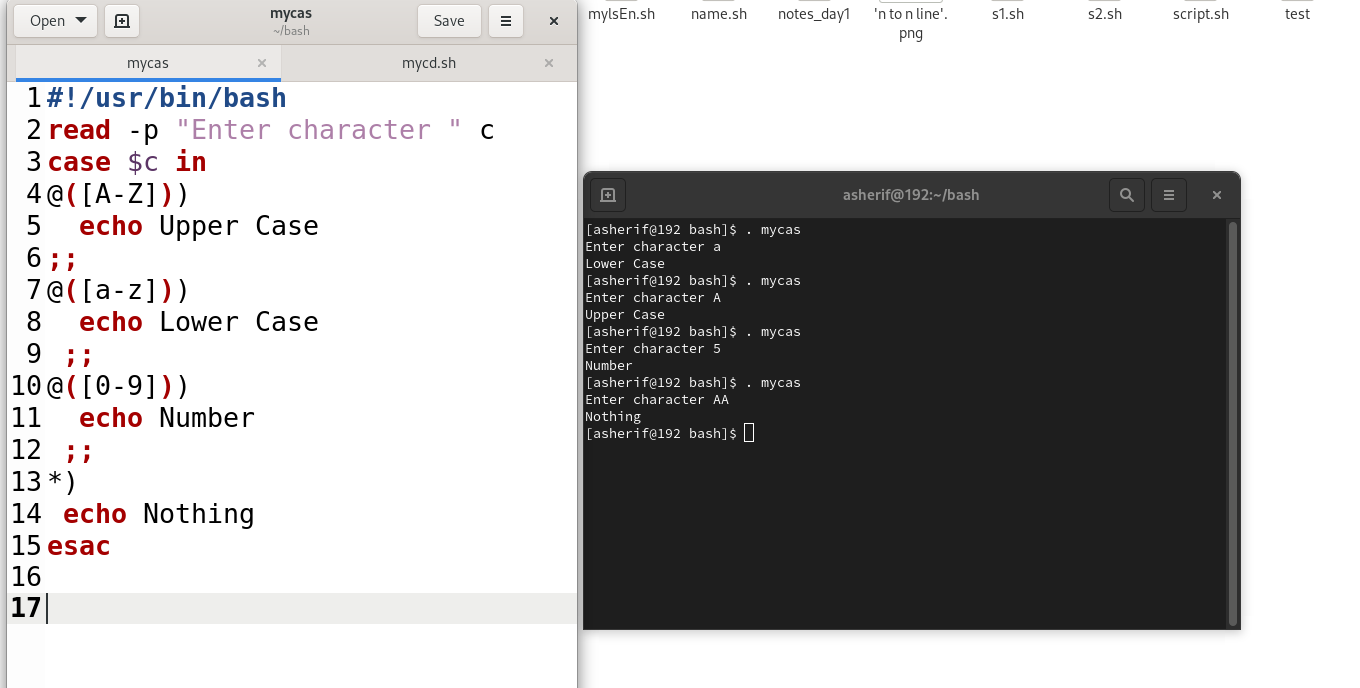 Open
mycas
~/bash
Save
mycas
mycd.sh
1 #!/usr/bin/bash
2 read -p "Enter character " c
3 case $c in
4 @([A-Z]))
5   echo Upper Case
6 ;;
7 @([a-z]))
8   echo Lower Case
9  ;;
10 @([0-9]))
11   echo Number
12  ;;
13 *)
14  echo Nothing
15 esac
16
17
mylsEn.sh name.sh notes_day1 'n to n line'. s1.sh s2.sh script.sh test
png
asherif@192:~/bash
[asherif@192 bash]$ . mycas
Enter character a
Lower Case
[asherif@192 bash]$ . mycas
Enter character A
Upper Case
[asherif@192 bash]$ . mycas
Enter character 5
Number
[asherif@192 bash]$ . mycas
Enter character AA
Nothing
[asherif@192 bash]$